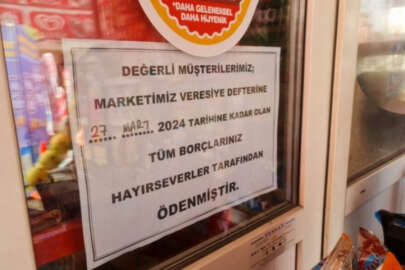 "DAHA GELENEKSEL
DAHA HİJYENİK
DEĞERLİ MÜŞTERİLERİMİZ;
MARKETİMİZ VERESİYE DEFTERİNE
27 MART 2024 TARİHİNE KADAR OLAN
TÜM BORÇLARINIZ
HAYIRSEVERLER TARAFINDAN
ÖDENMİŞTİR.